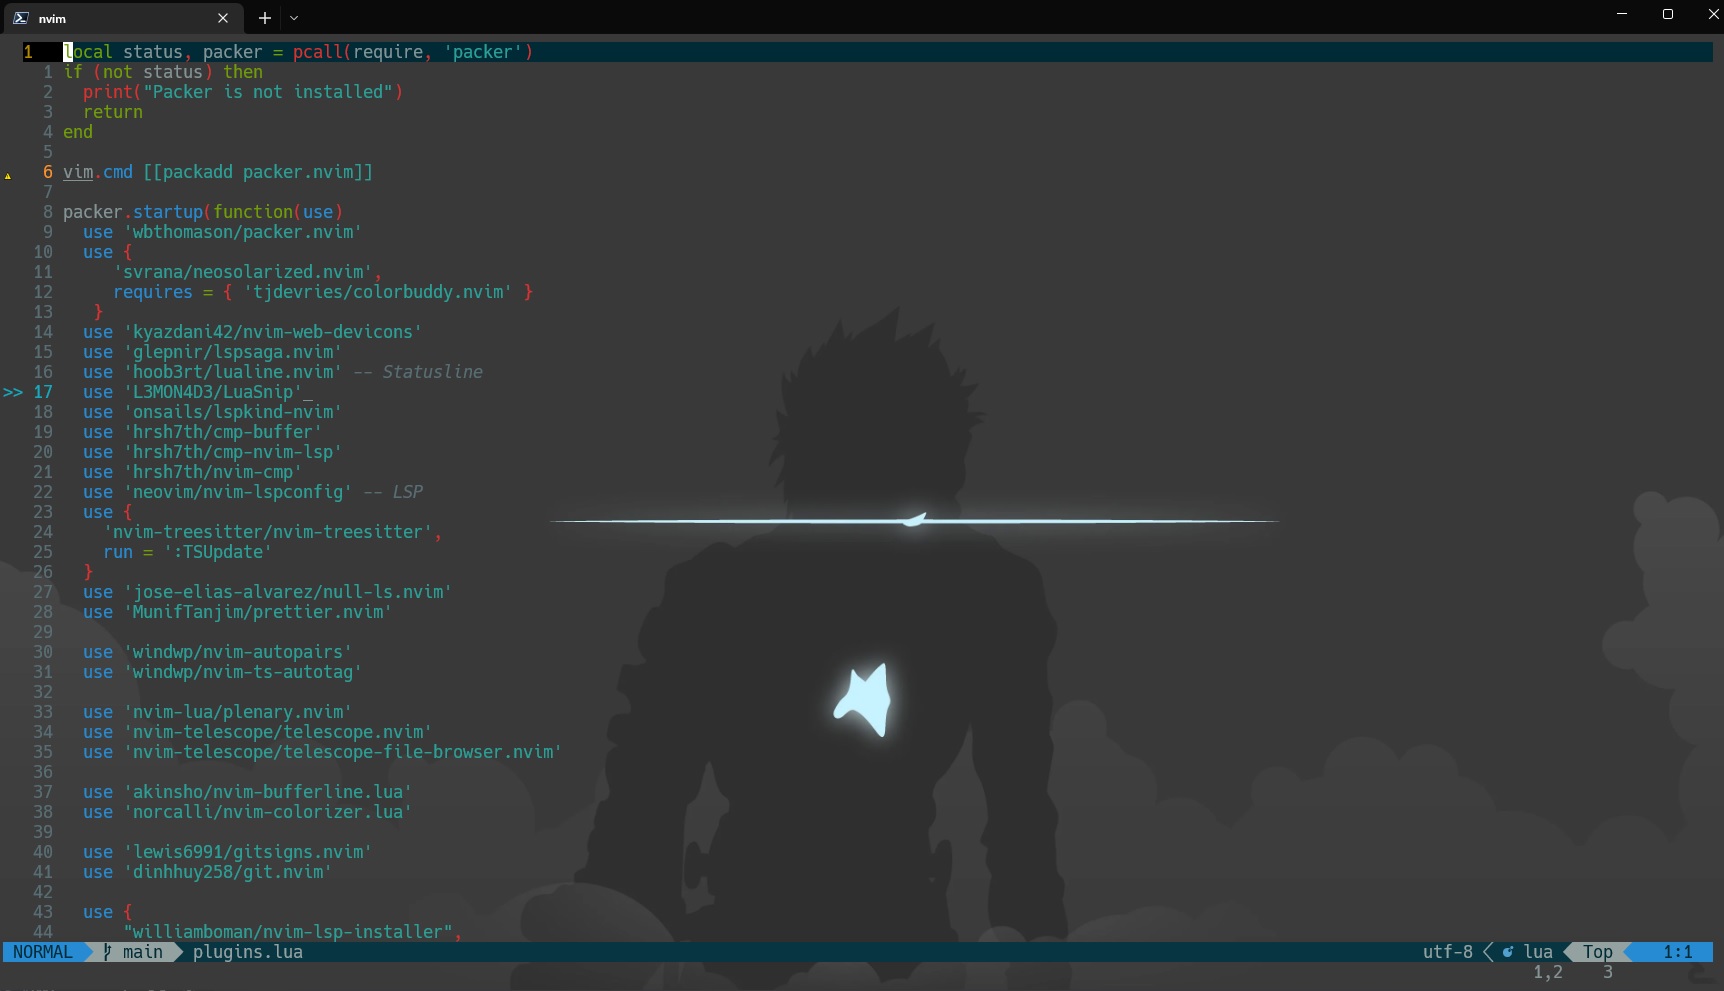 nvim
1 local status, packer = pcall(require, 'packer')
1 if (not status) then
2 print("Packer is not installed")
3 return
4 end
5
6 vim.cmd [[packadd packer.nvim]]
7
8 packer.startup(function(use)
9 use 'wbthomason/packer.nvim'
10 use {
11 'svrana/neosolarized.nvim',
12 requires = { 'tjdevries/colorbuddy.nvim' }
13 }
14 use 'kyazdani42/nvim-web-devicons'
15 use 'glepnir/lspsaga.nvim'
16 use 'hoob3rt/lualine.nvim' -- Statusline
>> 17 use 'L3MON4D3/LuaSnip'_
18 use 'onsails/lspkind-nvim'
19 use 'hrsh7th/cmp-buffer'
20 use 'hrsh7th/cmp-nvim-lsp'
21 use 'hrsh7th/nvim-cmp'
22 use 'neovim/nvim-lspconfig' -- LSP
23 use {
24 'nvim-treesitter/nvim-treesitter',
25 run = ':TSUpdate'
26 }
27 use 'jose-elias-alvarez/null-ls.nvim'
28 use 'MunifTanjim/prettier.nvim'
29
30 use 'windwp/nvim-autopairs'
31 use 'windwp/nvim-ts-autotag'
32
33 use 'nvim-lua/plenary.nvim'
34 use 'nvim-telescope/telescope.nvim'
35 use 'nvim-telescope/telescope-file-browser.nvim'
36
37 use 'akinsho/nvim-bufferline.lua'
38 use 'norcalli/nvim-colorizer.lua'
39
40 use 'lewis6991/gitsigns.nvim'
41 use 'dinhhuy258/git.nvim'
42
43 use {
44 "williamboman/nvim-lsp-installer",
NORMAL main plugins.lua utf-8 lua Top 1:1
1,2 3